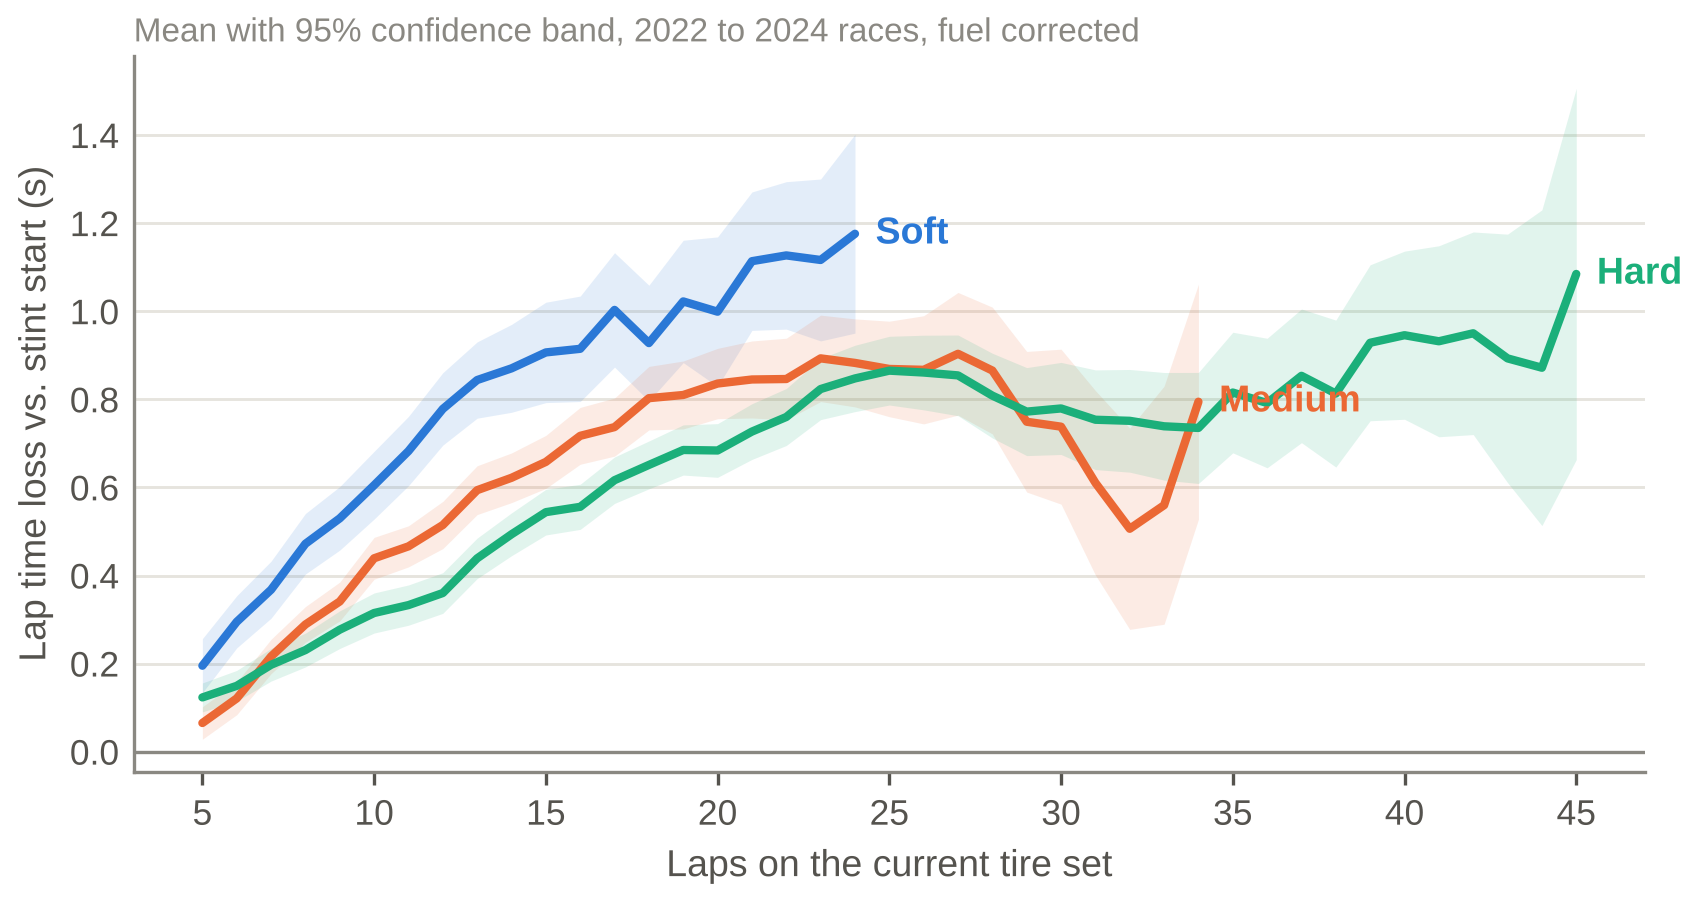 Mean with 95% confidence band, 2022 to 2024 races, fuel corrected
Lap time loss vs. stint start (s)
1.4
1.2
1.0
0.8
0.6
0.4
0.2
0.0
Soft
Hard
Medium
5 10 15 20 25 30 35 40 45
Laps on the current tire set